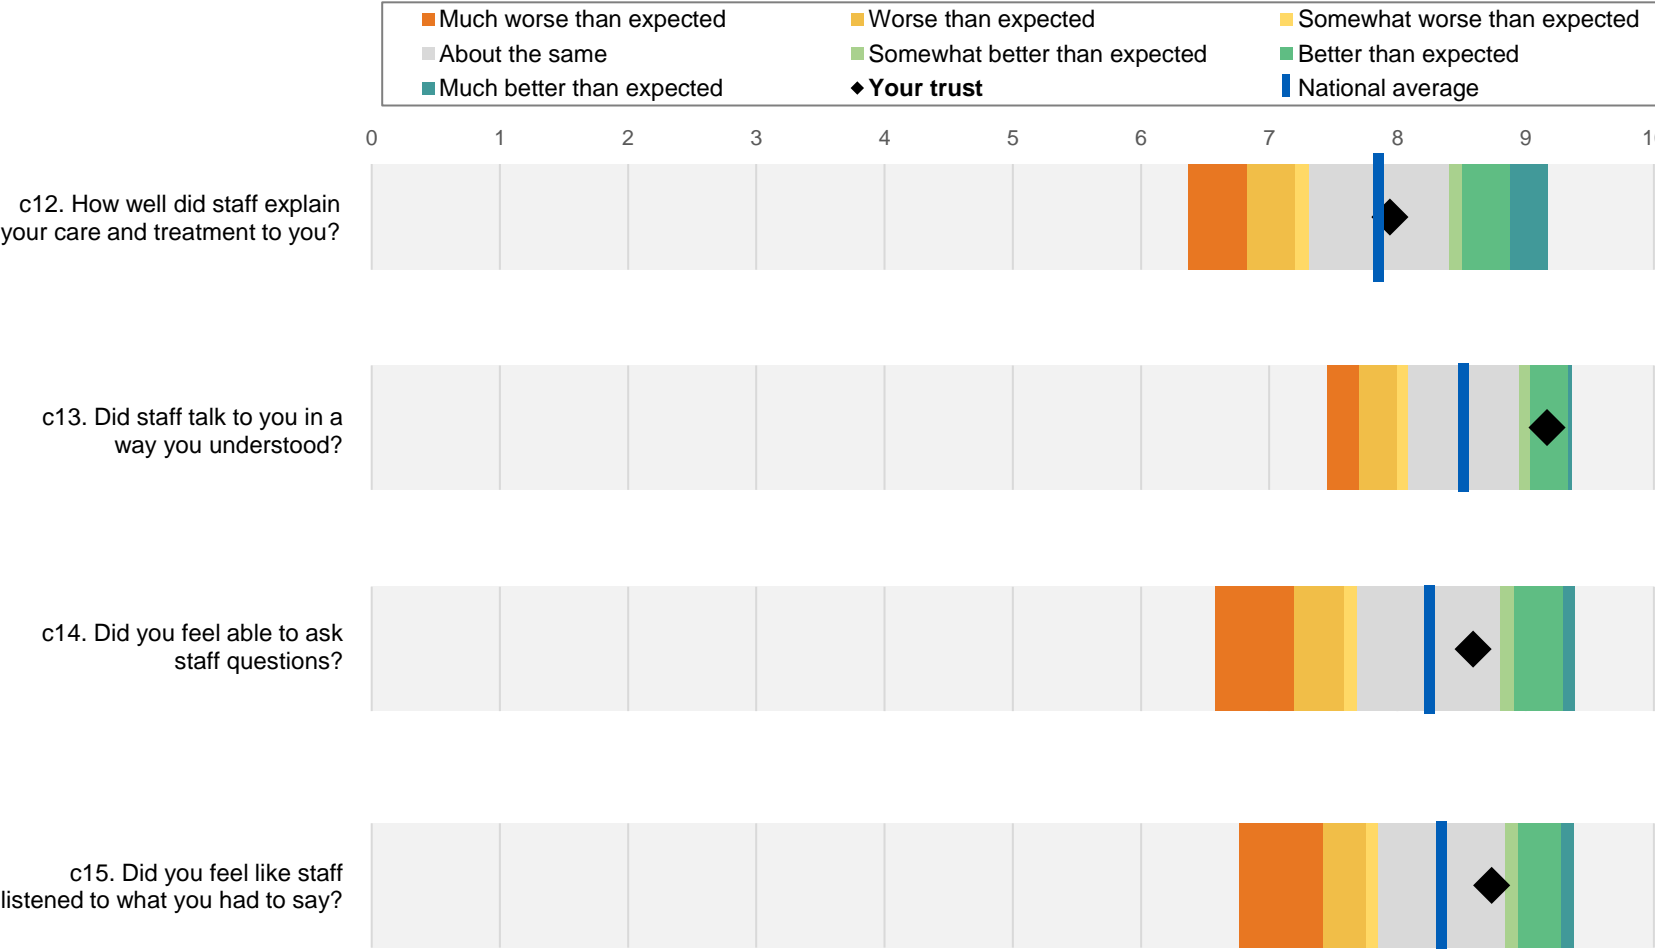 Much worse than expected
Worse than expected
Somewhat worse than expected
About the same
Somewhat better than expected
Better than expected
Much better than expected
Your trust
National average
0 1 2 3 4 5 6 7 8 9 1
c12. How well did staff explain
your care and treatment to you?
c13. Did staff talk to you in a
way you understood?
c14. Did you feel able to ask
staff questions?
c15. Did you feel like staff
listened to what you had to say?